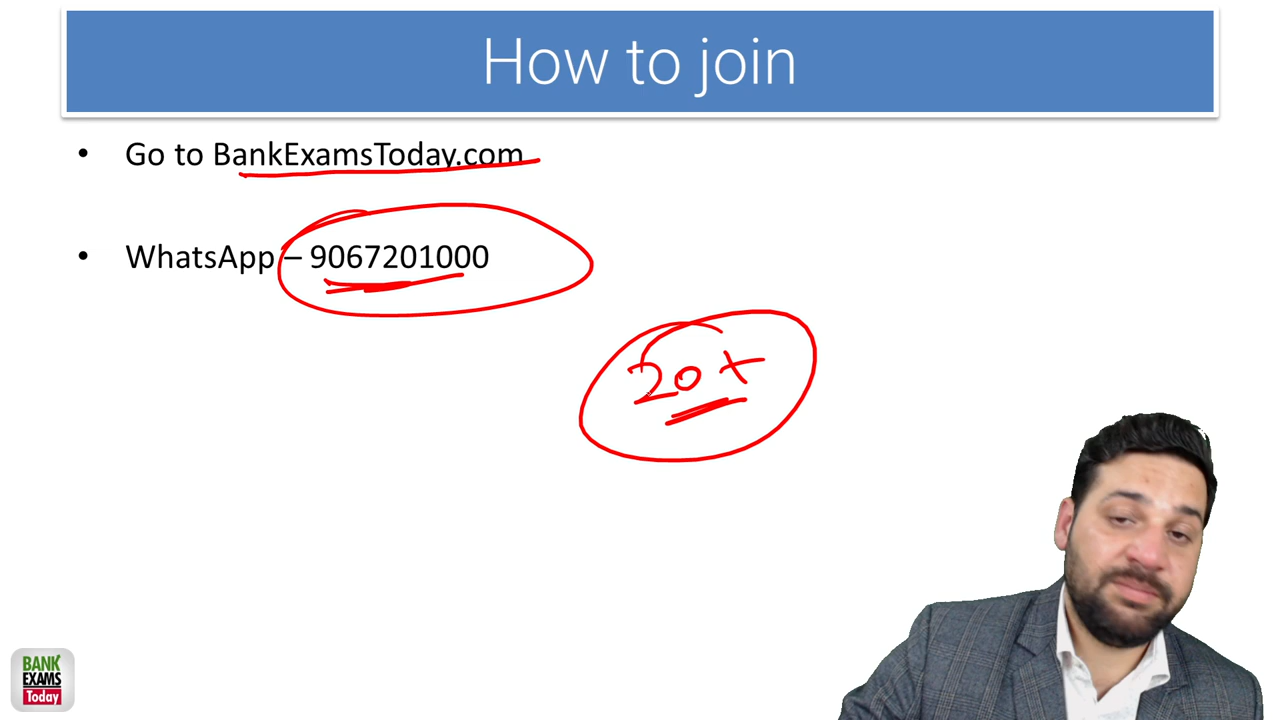 How to join
• Go to BankExamsToday.com
• WhatsApp – 9067201000
20+
BANK
EXAMS
Today